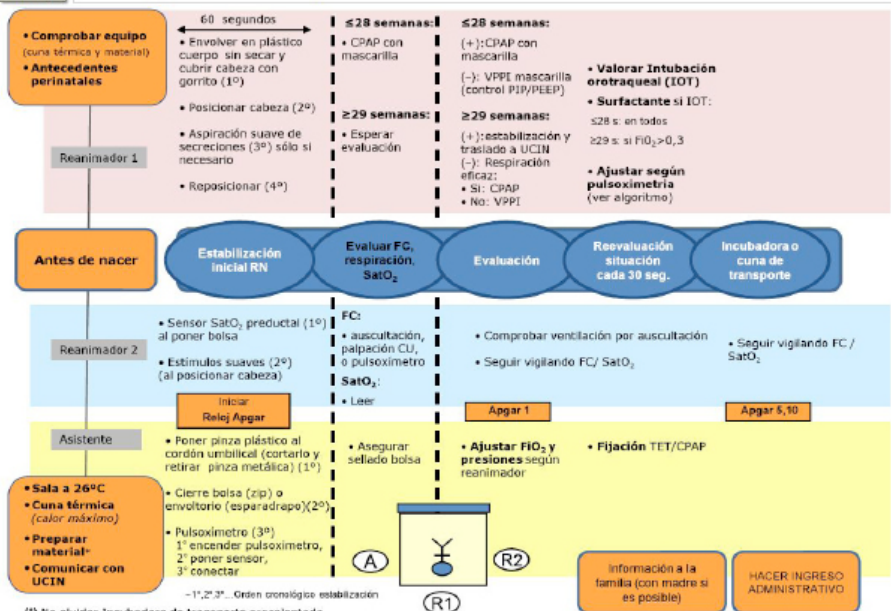 60 segundos
• Comprobar equipo
(cuna térmica y material)
• Antecedentes
perinatales
Reanimador 1
• Envolver en plástico
cuerpo sin secar y
cubrir cabeza con
gorrito (1º)
• Posicionar cabeza (2º)
• Aspiración suave de
secreciones (3º) sólo si
necesario
• Reposicionar (4º)
≤28 semanas:
• CPAP con
mascarilla
≥29 semanas:
• Esperar
evaluación
≤28 semanas:
(+):CPAP con
mascarilla
(–): VPPI mascarilla
(control PIP/PEEP)
≥29 semanas:
(+):estabilización y
traslado a UCIN
(–): Respiración
eficaz:
• Si: CPAP
• No: VPPI
• Valorar Intubación
orotraqueal (IOT)
• Surfactante si IOT:
≤28 s: en todos
≥29 s: si FiO₂>0,3
• Ajustar según
pulsoximetría
(ver algoritmo)
Antes de nacer
Estabilización
inicial RN
Evaluar FC,
respiración,
SatO₂
Evaluación
Reevaluación
situación
cada 30 seg.
Incubadora o
cuna de
transporte
Reanimador 2
• Sensor SatO₂ preductal (1º)
al poner bolsa
• Estímulos suaves (2º)
(al posicionar cabeza)
FC:
• auscultación,
palpación CU,
o pulsoxímetro
SatO₂:
• Leer
• Comprobar ventilación por auscultación
• Seguir vigilando FC/ SatO₂
• Seguir vigilando FC /
SatO₂
Iniciar
Reloj Apgar
Apgar 1
Apgar 5,10
Asistente
• Poner pinza plástico al
cordón umbilical (cortarlo y
retirar pinza metálica) (1º)
• Cierre bolsa (zip) o
envoltorio (esparadrapo)(2º)
• Pulsoxímetro (3º)
1º encender pulsoximetro,
2º poner sensor,
3º conectar
• Asegurar
sellado bolsa
• Ajustar FiO₂ y
presiones según
reanimador
• Fijación TET/CPAP
• Sala a 26ºC
• Cuna térmica
(calor máximo)
• Preparar
material*
• Comunicar con
UCIN
A
R2
R1
Información a la
familia (con madre si
es posible)
HACER INGRESO
ADMINISTRATIVO
–1º,2º,3º...Orden cronológico estabilización